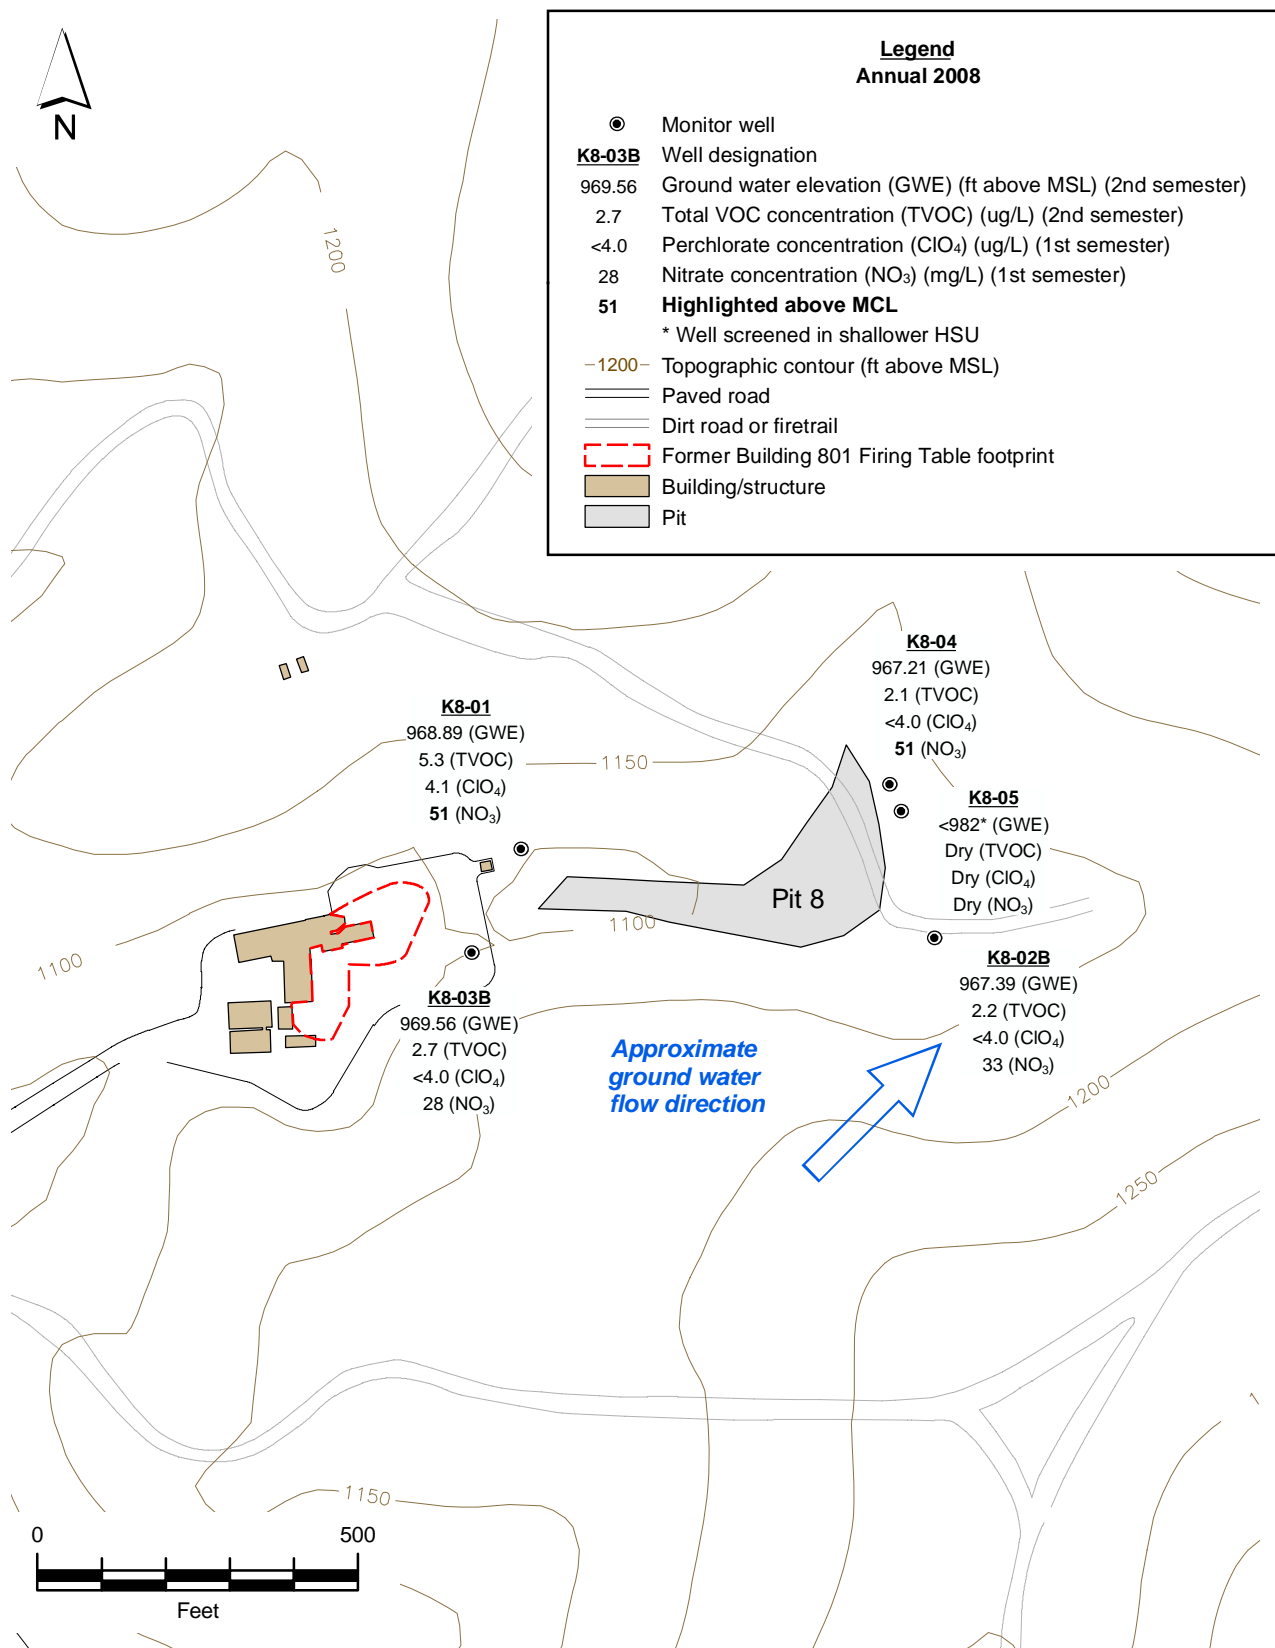 Legend
Annual 2008
Monitor well
K8-03B Well designation
969.56 Ground water elevation (GWE) (ft above MSL) (2nd semester)
2.7 Total VOC concentration (TVOC) (ug/L) (2nd semester)
<4.0 Perchlorate concentration (ClO₄) (ug/L) (1st semester)
28 Nitrate concentration (NO₃) (mg/L) (1st semester)
51 Highlighted above MCL
* Well screened in shallower HSU
1200 Topographic contour (ft above MSL)
Paved road
Dirt road or firetrail
Former Building 801 Firing Table footprint
Building/structure
Pit
N
1200
K8-04
967.21 (GWE)
2.1 (TVOC)
<4.0 (ClO₄)
51 (NO₃)
K8-01
968.89 (GWE)
5.3 (TVOC)
4.1 (ClO₄)
51 (NO₃)
1150
K8-05
<982* (GWE)
Dry (TVOC)
Dry (ClO₄)
Dry (NO₃)
Pit 8
1100
1100
K8-02B
967.39 (GWE)
2.2 (TVOC)
<4.0 (ClO₄)
33 (NO₃)
K8-03B
969.56 (GWE)
2.7 (TVOC)
<4.0 (ClO₄)
28 (NO₃)
Approximate
ground water
flow direction
1200
1250
1150
0 500
Feet